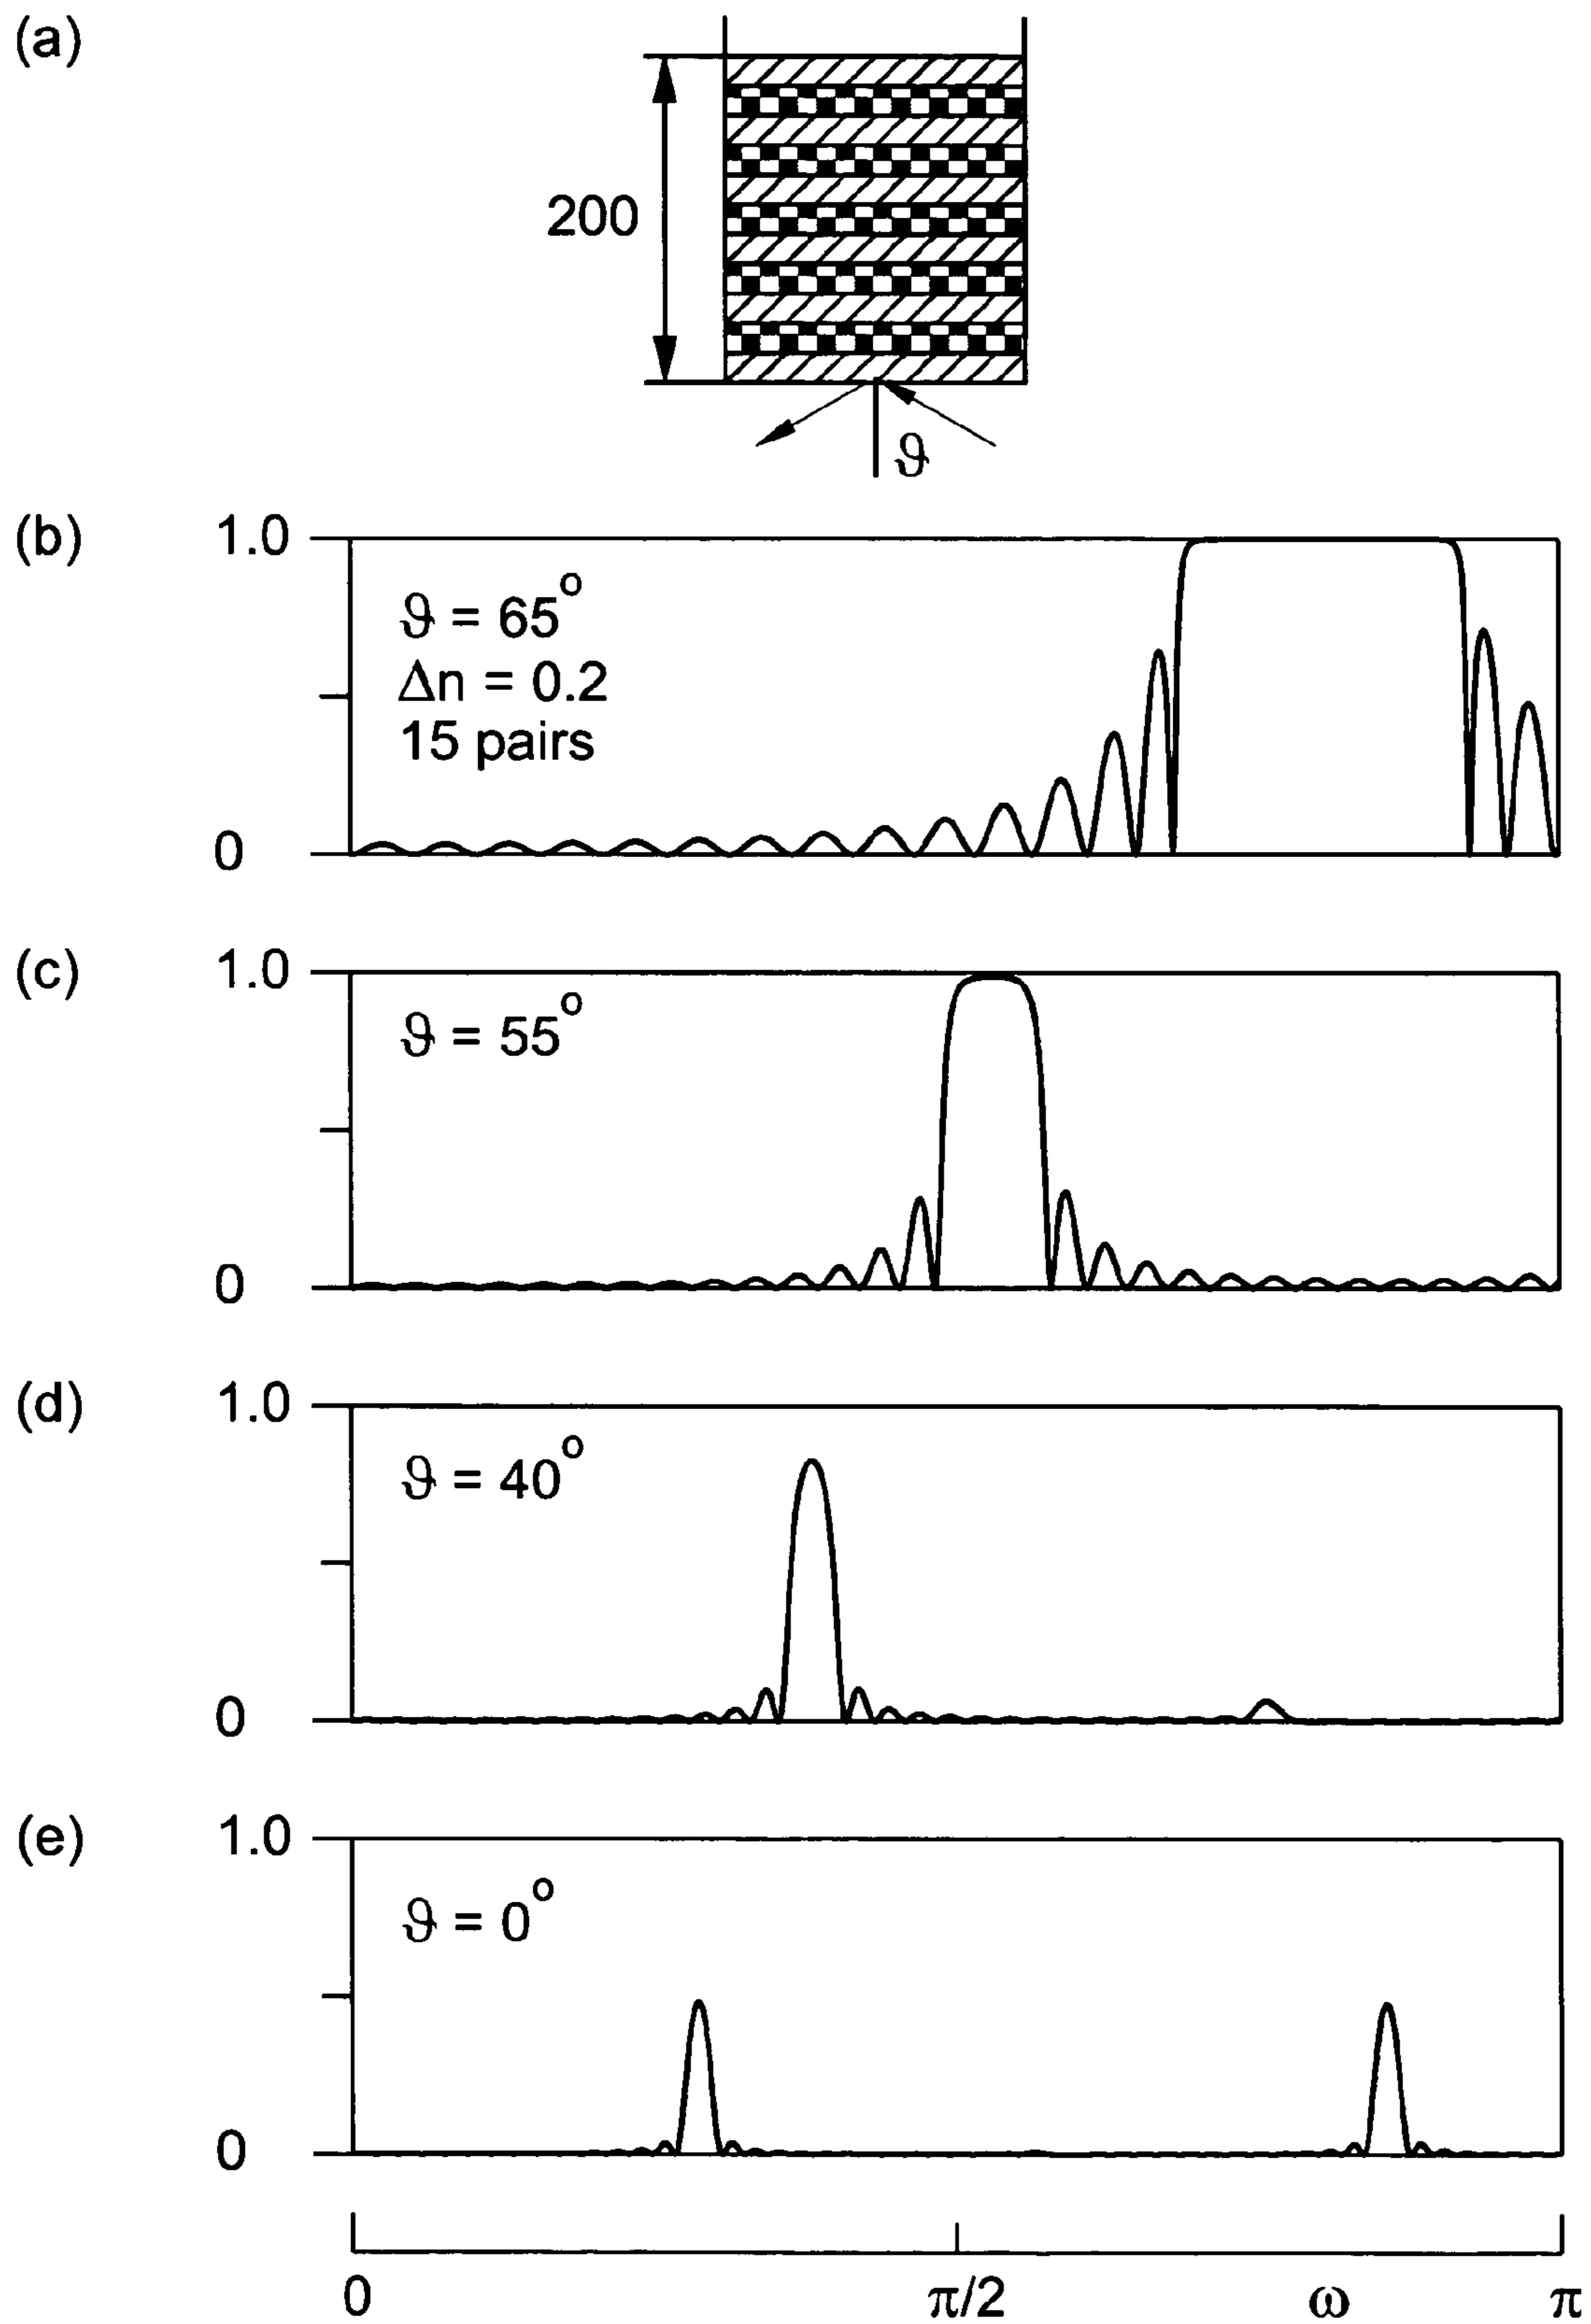 (a)
200
ϑ
(b)
1.0
ϑ = 65°
Δn = 0.2
15 pairs
0
(c)
1.0
ϑ = 55°
0
(d)
1.0
ϑ = 40°
0
(e)
1.0
ϑ = 0°
0
0 π/2 ω π